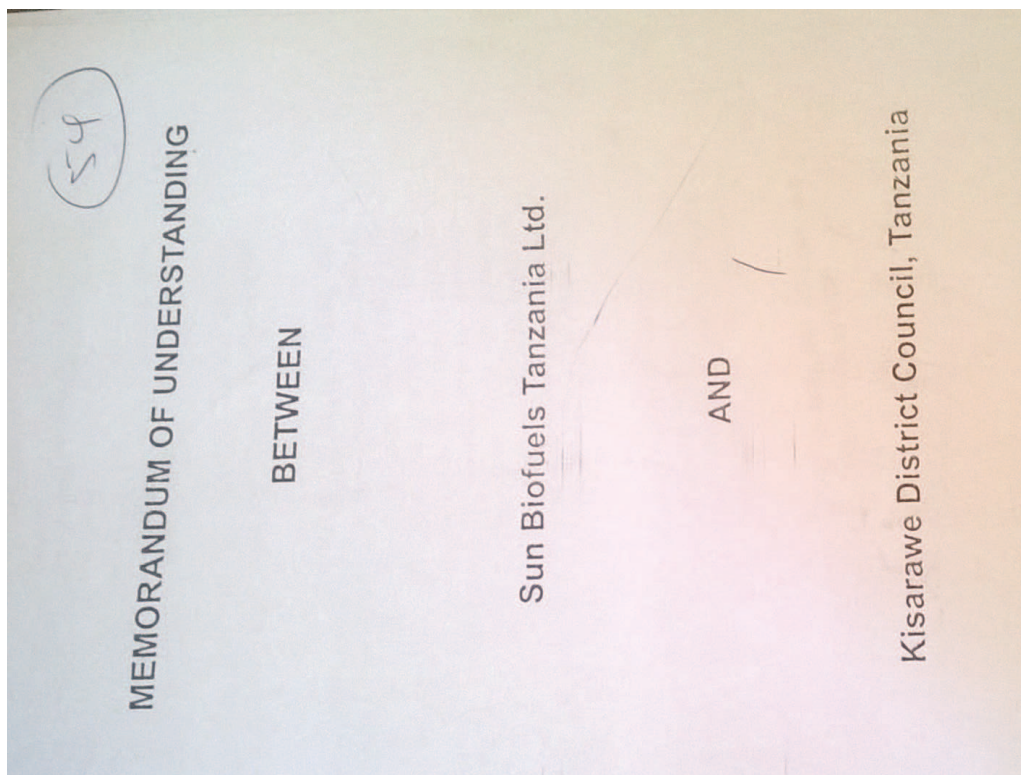 54
MEMORANDUM OF UNDERSTANDING
BETWEEN
Sun Biofuels Tanzania Ltd.
AND
Kisarawe District Council, Tanzania